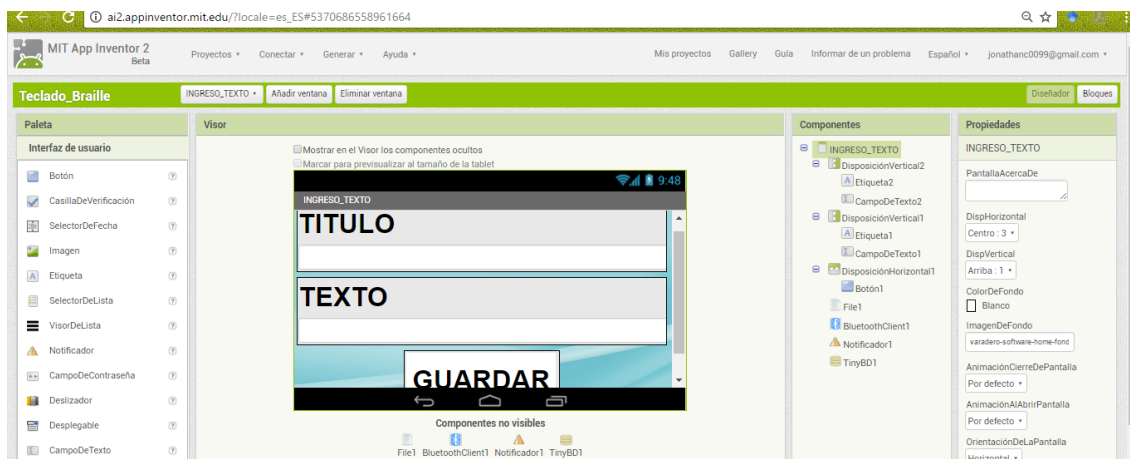 ai2.appinventor.mit.edu/?locale=es_ES#5370686558961664
MIT App Inventor 2
Beta
Proyectos Conectar Generar Ayuda
Mis proyectos Gallery Guía Informar de un problema Español jonathanc0099@gmail.com
Teclado_Braille
INGRESO_TEXTO Añadir ventana Eliminar ventana
Diseñador Bloques
Paleta
Interfaz de usuario
Botón
CasillaDeVerificación
SelectorDeFecha
Imagen
Etiqueta
SelectorDeLista
VisorDeLista
Notificador
CampoDeContraseña
Deslizador
Desplegable
CampoDeTexto
Visor
Mostrar en el Visor los componentes ocultos
Marcar para previsualizar al tamaño de la tablet
9:48
INGRESO_TEXTO
TITULO
TEXTO
GUARDAR
Componentes no visibles
File1 BluetoothClient1 Notificador1 TinyBD1
Componentes
INGRESO_TEXTO
DisposiciónVertical2
Etiqueta2
CampoDeTexto2
DisposiciónVertical1
Etiqueta1
CampoDeTexto1
DisposiciónHorizontal1
Botón1
File1
BluetoothClient1
Notificador1
TinyBD1
Propiedades
INGRESO_TEXTO
PantallaAcercaDe
DispHorizontal
Centro : 3
DispVertical
Arriba : 1
ColorDeFondo
Blanco
ImagenDeFondo
varadero-software-home-fond
AnimaciónCierreDePantalla
Por defecto
AnimaciónAlAbrirPantalla
Por defecto
OrientaciónDeLaPantalla
Horizontal